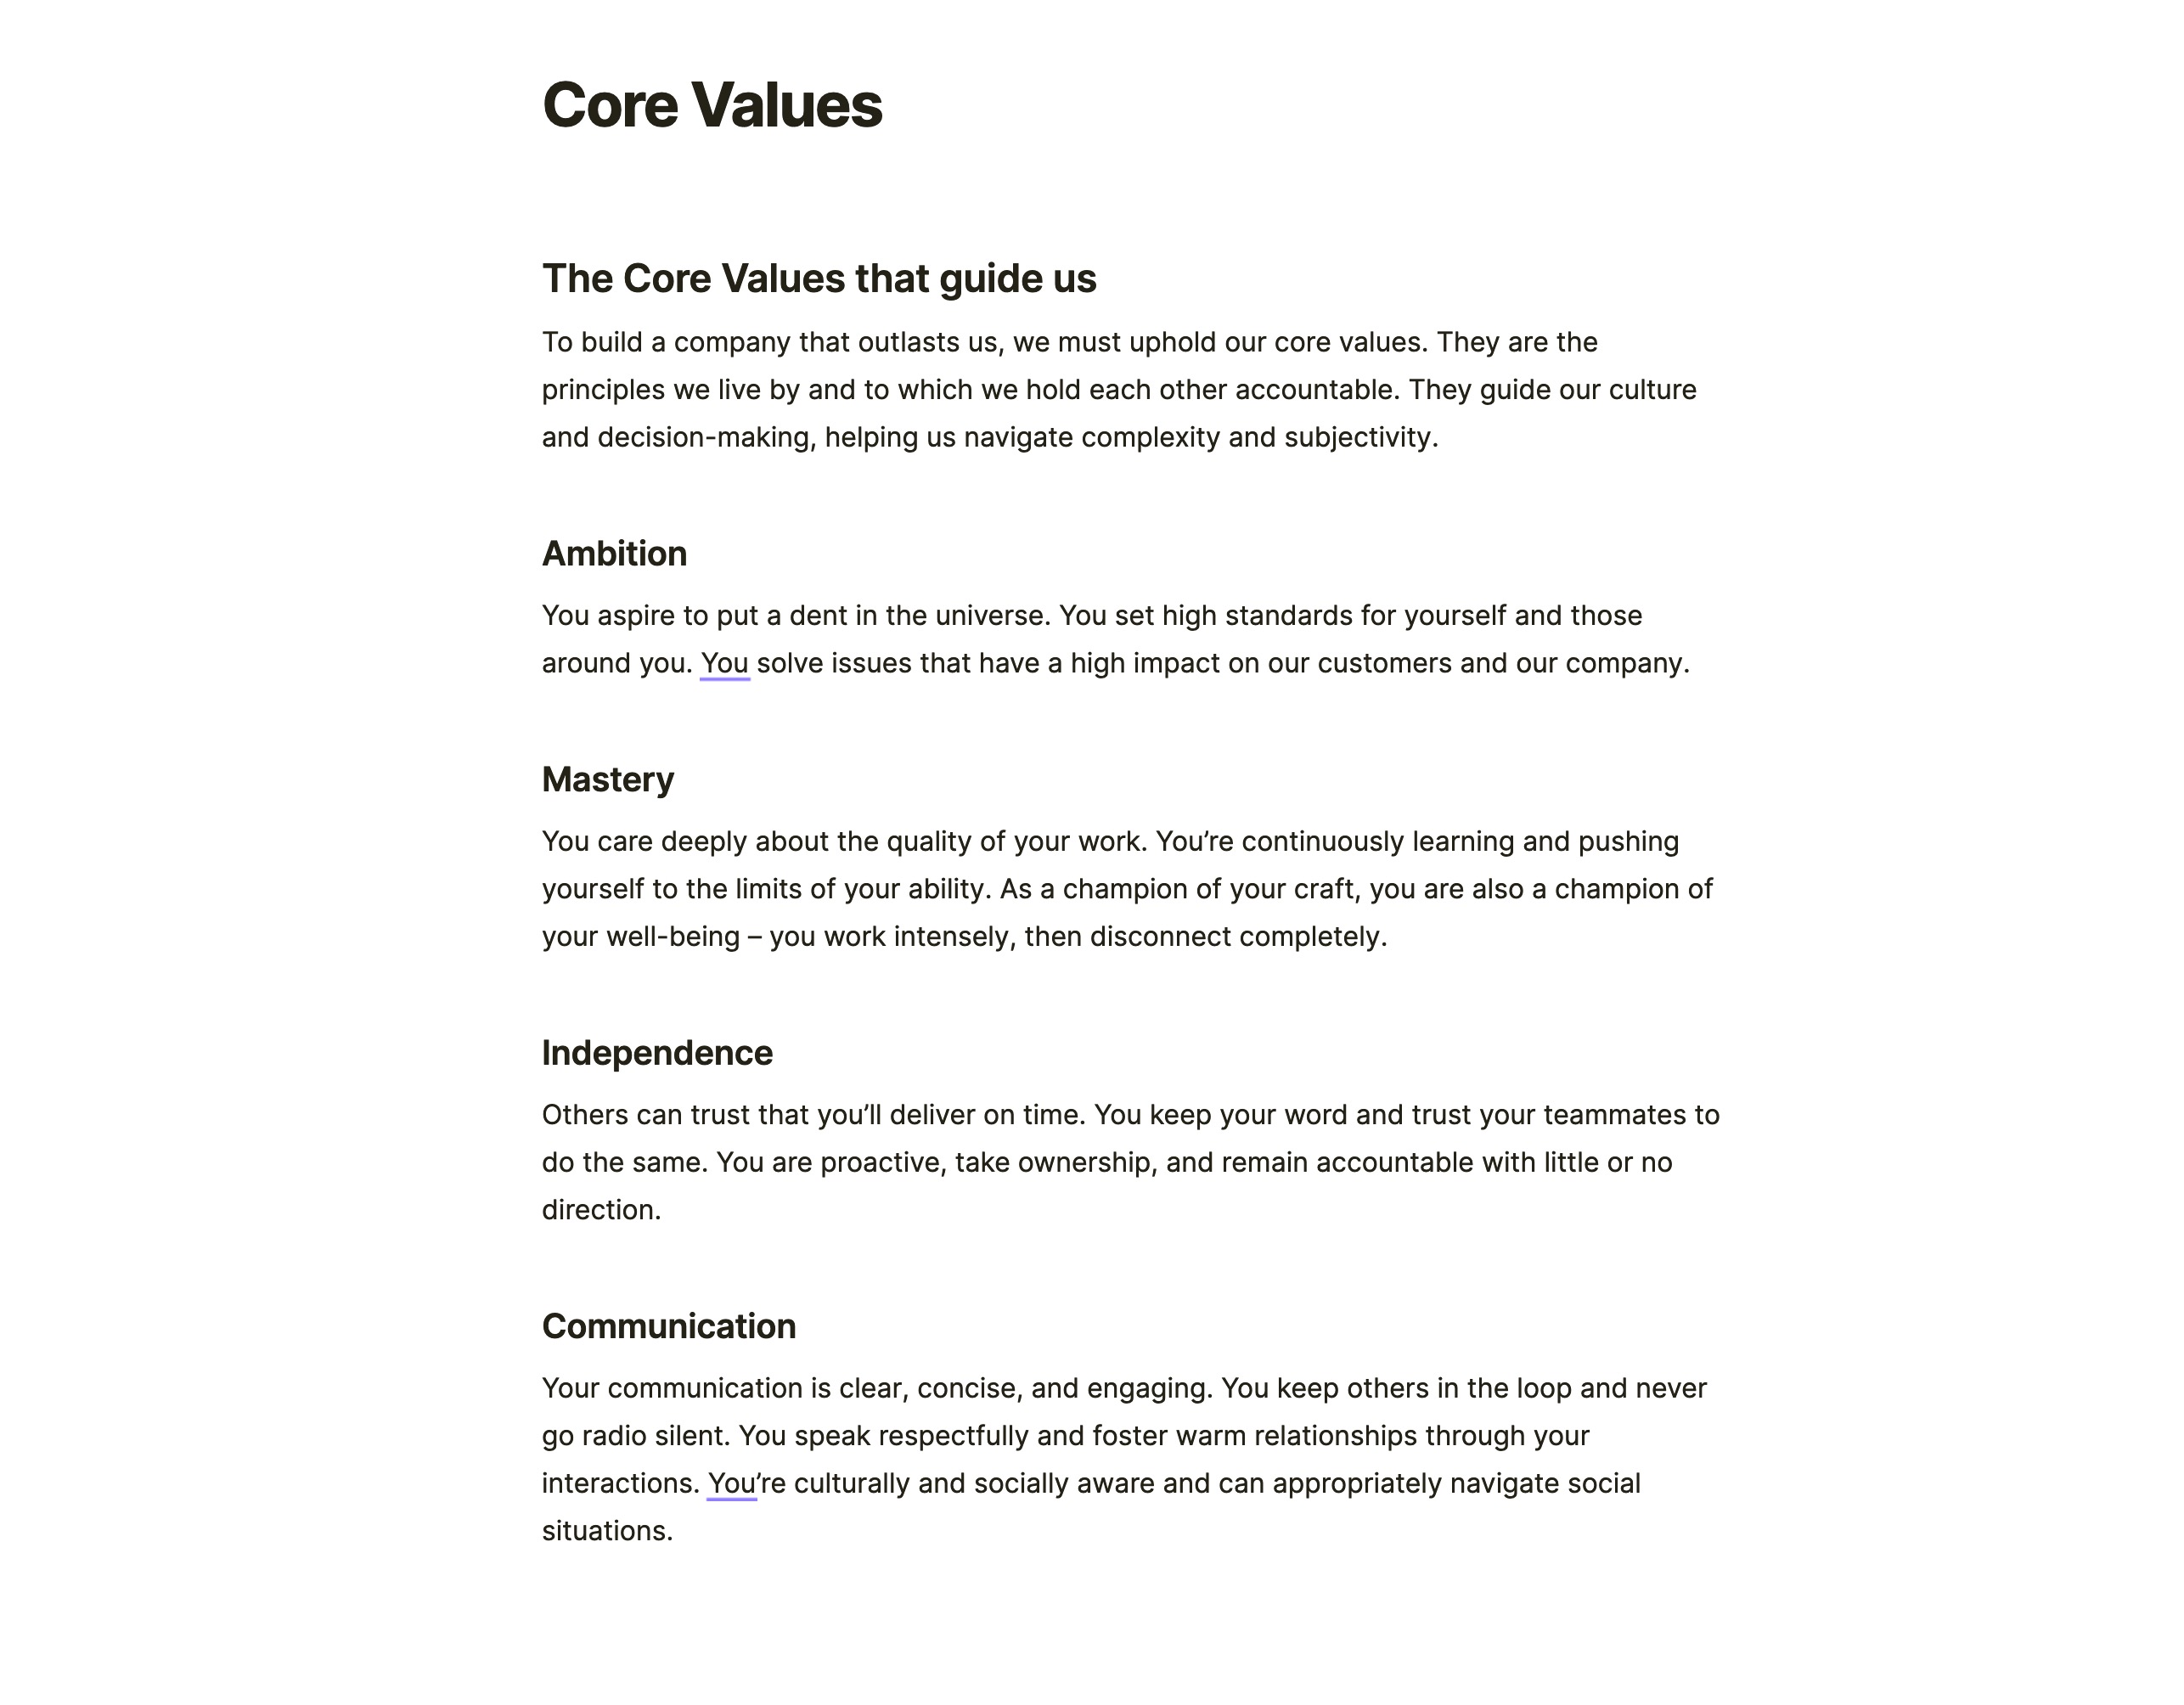 Core Values
The Core Values that guide us
To build a company that outlasts us, we must uphold our core values. They are the
principles we live by and to which we hold each other accountable. They guide our culture
and decision-making, helping us navigate complexity and subjectivity.
Ambition
You aspire to put a dent in the universe. You set high standards for yourself and those
around you. You solve issues that have a high impact on our customers and our company.
Mastery
You care deeply about the quality of your work. You’re continuously learning and pushing
yourself to the limits of your ability. As a champion of your craft, you are also a champion of
your well-being – you work intensely, then disconnect completely.
Independence
Others can trust that you’ll deliver on time. You keep your word and trust your teammates to
do the same. You are proactive, take ownership, and remain accountable with little or no
direction.
Communication
Your communication is clear, concise, and engaging. You keep others in the loop and never
go radio silent. You speak respectfully and foster warm relationships through your
interactions. You’re culturally and socially aware and can appropriately navigate social
situations.